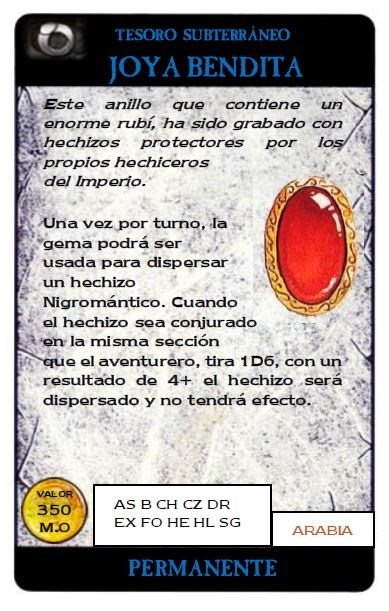 TESORO SUBTERRÁNEO
JOYA BENDITA
Este anillo que contiene un
enorme rubí, ha sido grabado con
hechizos protectores por los
propios hechiceros
del Imperio.
Una vez por turno, la
gema podrá ser
usada para dispersar
un hechizo
Nigromántico. Cuando
el hechizo sea conjurado
en la misma sección
que el aventurero, tira 1D6, con un
resultado de 4+ el hechizo será
dispersado y no tendrá efecto.
VALOR
350
M.O
AS B CH CZ DR
EX FO HE HL SG
ARABIA
PERMANENTE